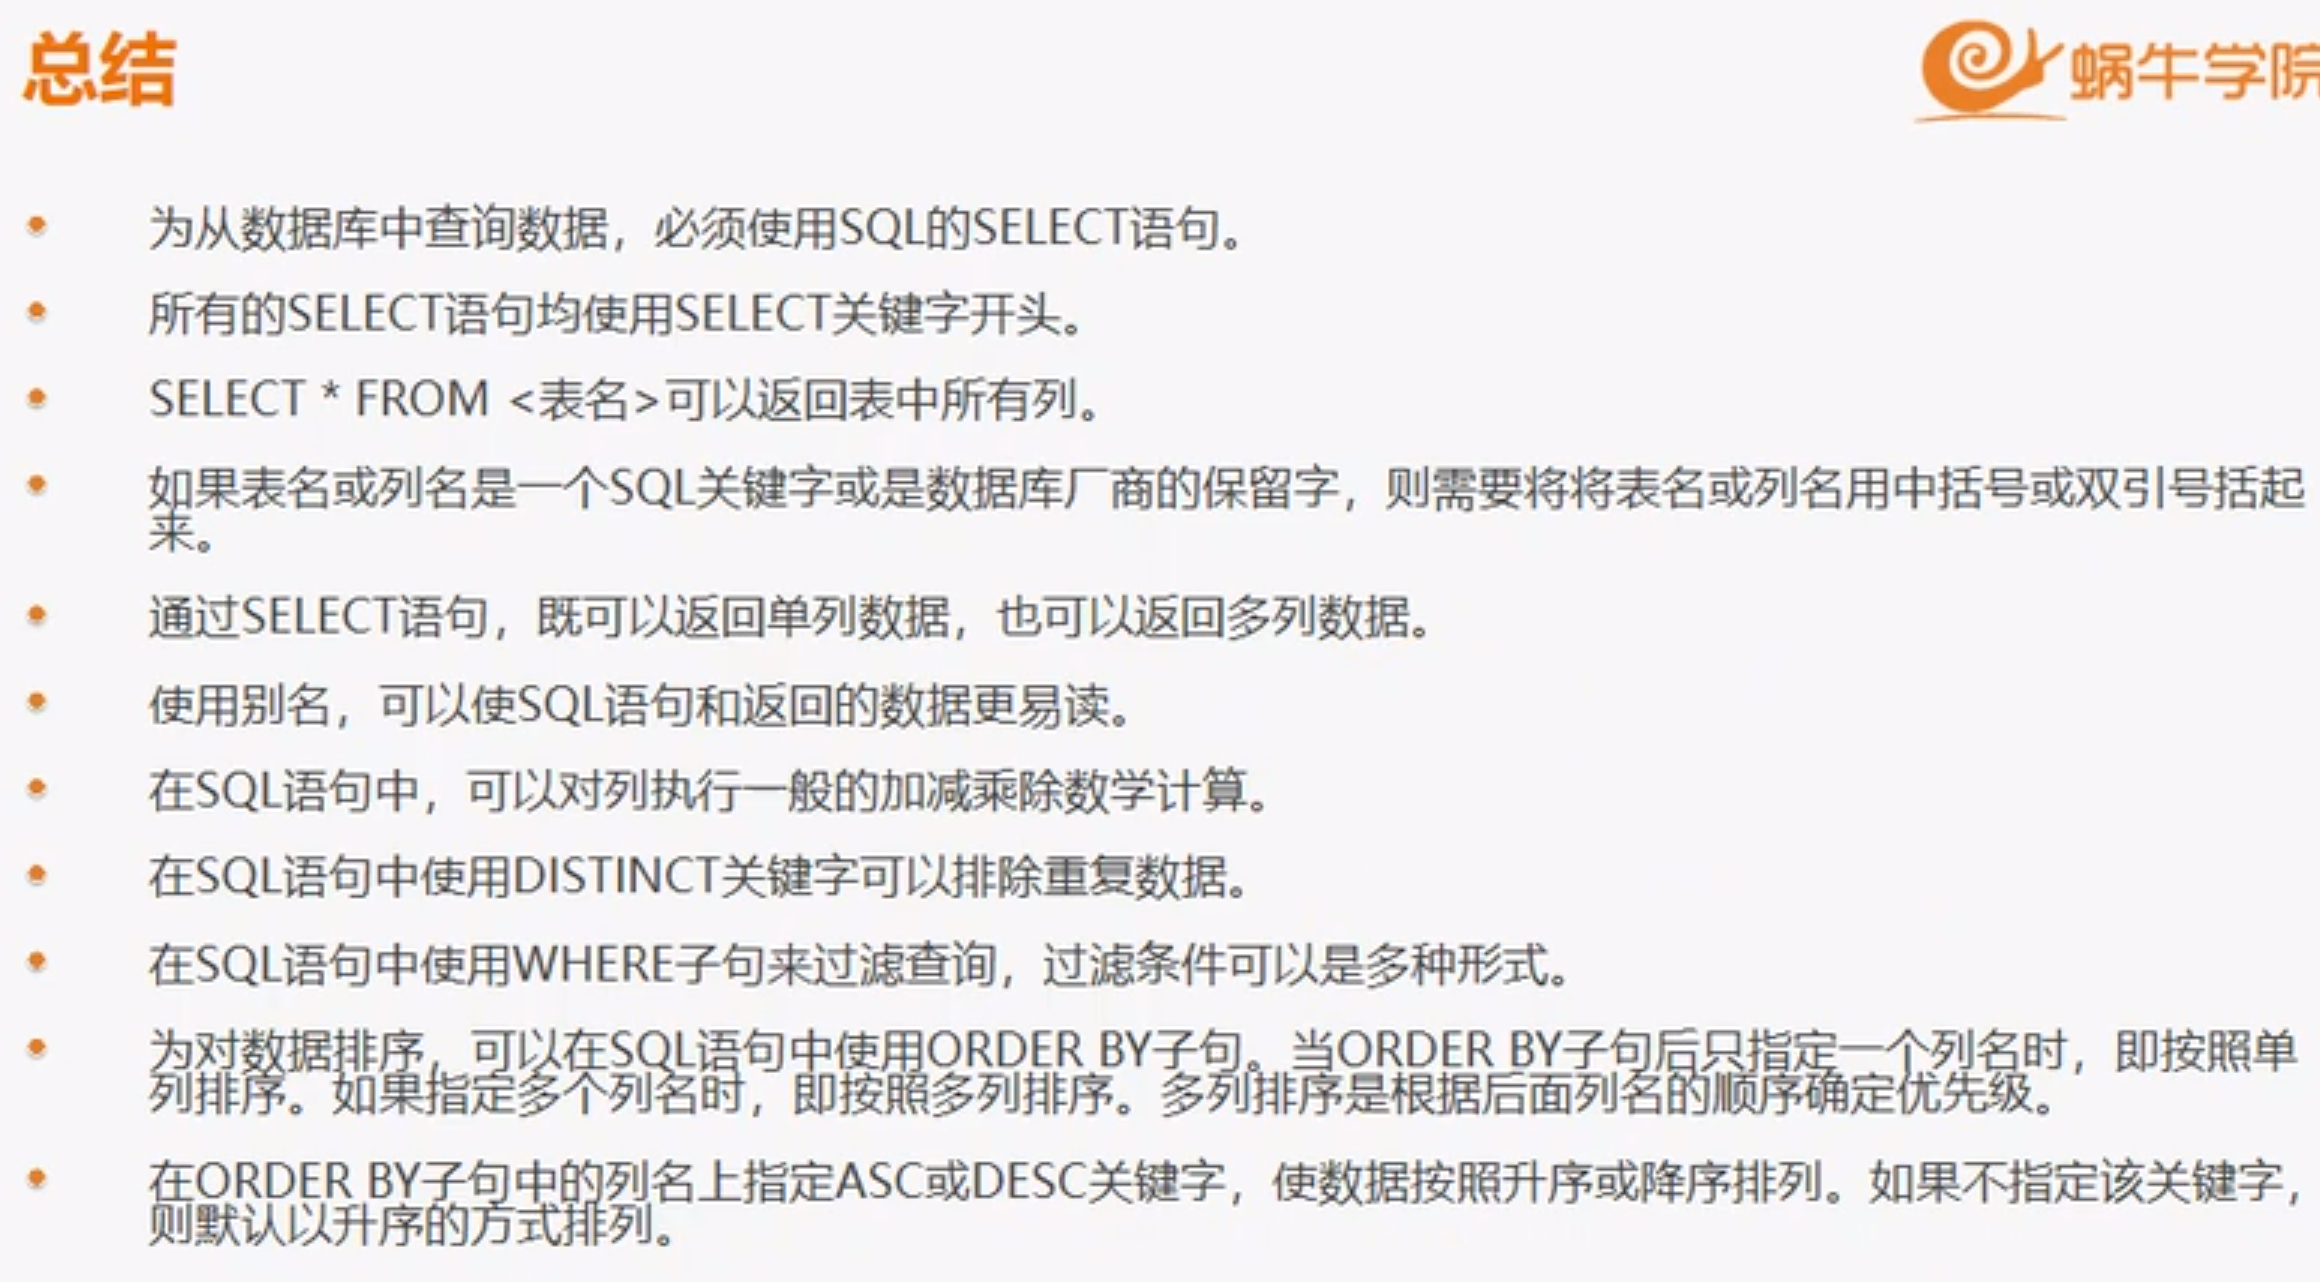 总结
蜗牛学院
为从数据库中查询数据，必须使用SQL的SELECT语句。
所有的SELECT语句均使用SELECT关键字开头。
SELECT * FROM <表名>可以返回表中所有列。
如果表名或列名是一个SQL关键字或是数据库厂商的保留字，则需要将将表名或列名用中括号或双引号括起
来。
通过SELECT语句，既可以返回单列数据，也可以返回多列数据。
使用别名，可以使SQL语句和返回的数据更易读。
在SQL语句中，可以对列执行一般的加减乘除数学计算。
在SQL语句中使用DISTINCT关键字可以排除重复数据。
在SQL语句中使用WHERE子句来过滤查询，过滤条件可以是多种形式。
为对数据排序，可以在SQL语句中使用ORDER BY子句。当ORDER BY子句后只指定一个列名时，即按照单
列排序。如果指定多个列名时，即按照多列排序。多列排序是根据后面列名的顺序确定优先级。
在ORDER BY子句中的列名上指定ASC或DESC关键字，使数据按照升序或降序排列。如果不指定该关键字，
则默认以升序的方式排列。